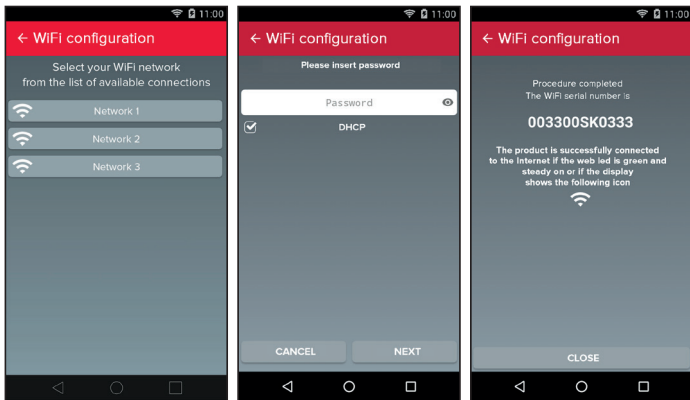 11:00
WiFi configuration
Select your WiFi network
from the list of available connections
Network 1
Network 2
Network 3
11:00
WiFi configuration
Please insert password
Password
DHCP
CANCEL NEXT
11:00
WiFi configuration
Procedure completed
The WiFi serial number is
003300SK0333
The product is successfully connected
to the Internet if the web led is green and
steady on or if the display
shows the following icon
CLOSE